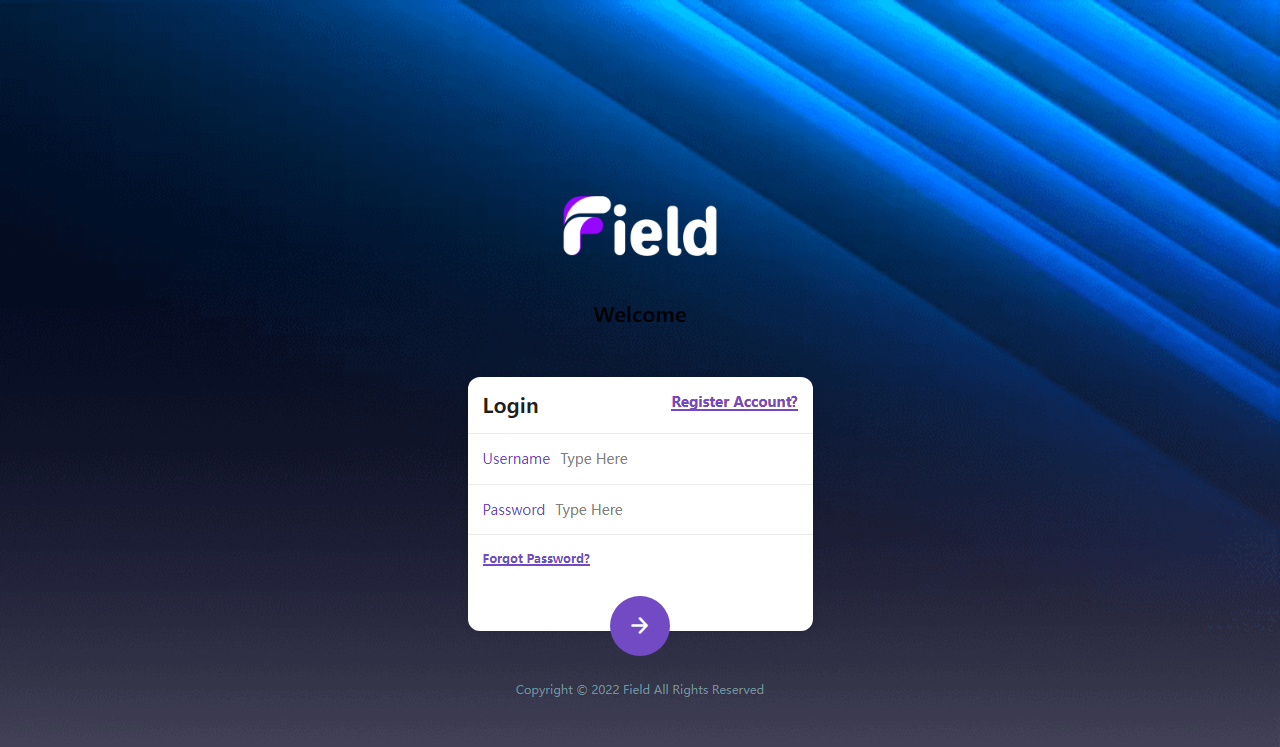 Field
Welcome
Login
Register Account?
Username Type Here
Password Type Here
Forgot Password?
Copyright © 2022 Field All Rights Reserved